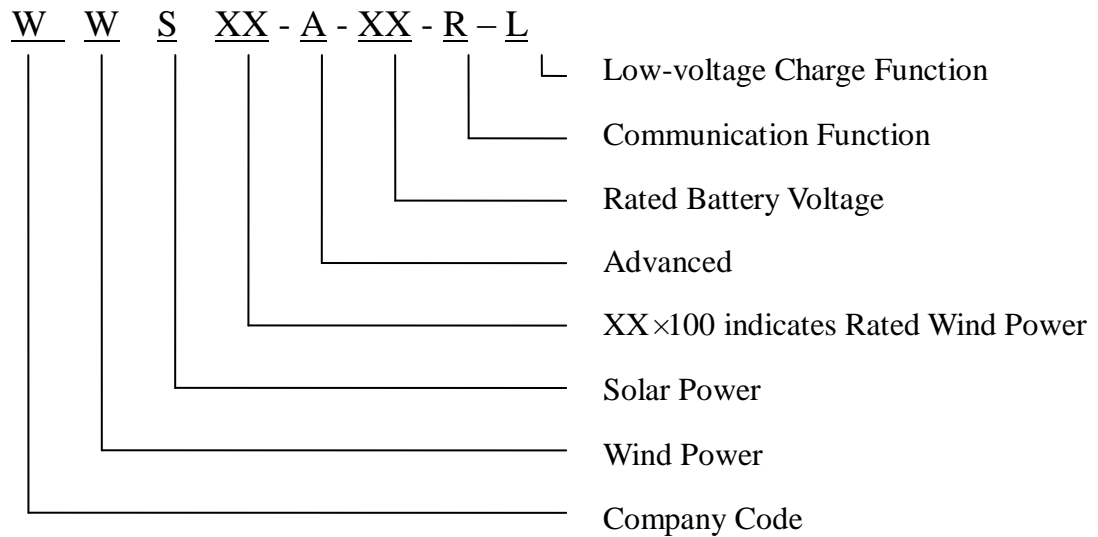 W W S XX - A - XX - R – L
Low-voltage Charge Function
Communication Function
Rated Battery Voltage
Advanced
XX×100 indicates Rated Wind Power
Solar Power
Wind Power
Company Code